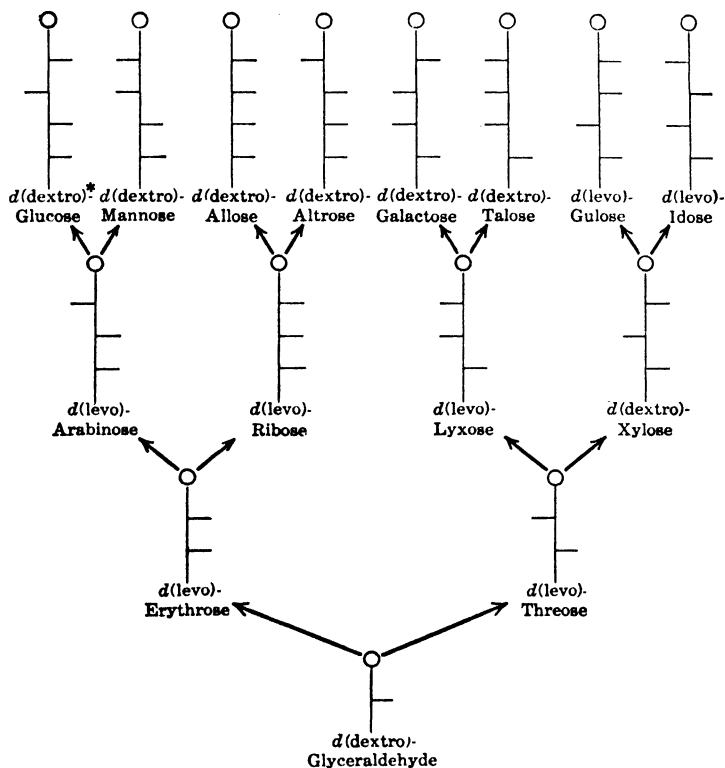 d(dextro)-* d(dextro)- d(dextro)- d(dextro)- d(dextro)- d(dextro)- d(levo)- d(levo)-
Glucose Mannose Allose Altrose Galactose Talose Gulose Idose
d(levo)- d(levo)- d(levo)- d(dextro)-
Arabinose Ribose Lyxose Xylose
d(levo)- d(levo)-
Erythrose Threose
d(dextro)-
Glyceraldehyde